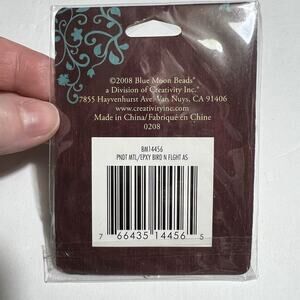 ©2008 Blue Moon Beads®
a Division of Creativity Inc.®
7855 Hayvenhurst Ave. Van Nuys, CA 91406
www.creativityinc.com
Made in China/Fabriqué en Chine
0208
BM14456
PNDT MTL/EPXY BIRD N FLGHT AS
7 66435 14456 5